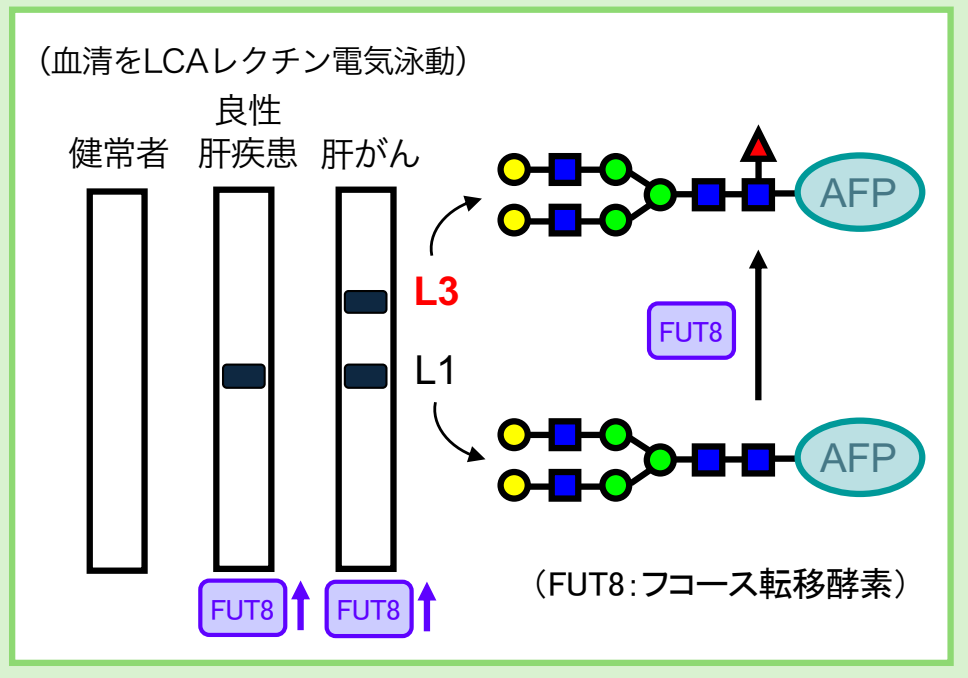 （血清をLCAレクチン電気泳動）
健常者
良性
肝疾患
肝がん
L3
L1
AFP
FUT8
AFP
FUT8
FUT8
（FUT8：フコース転移酵素）